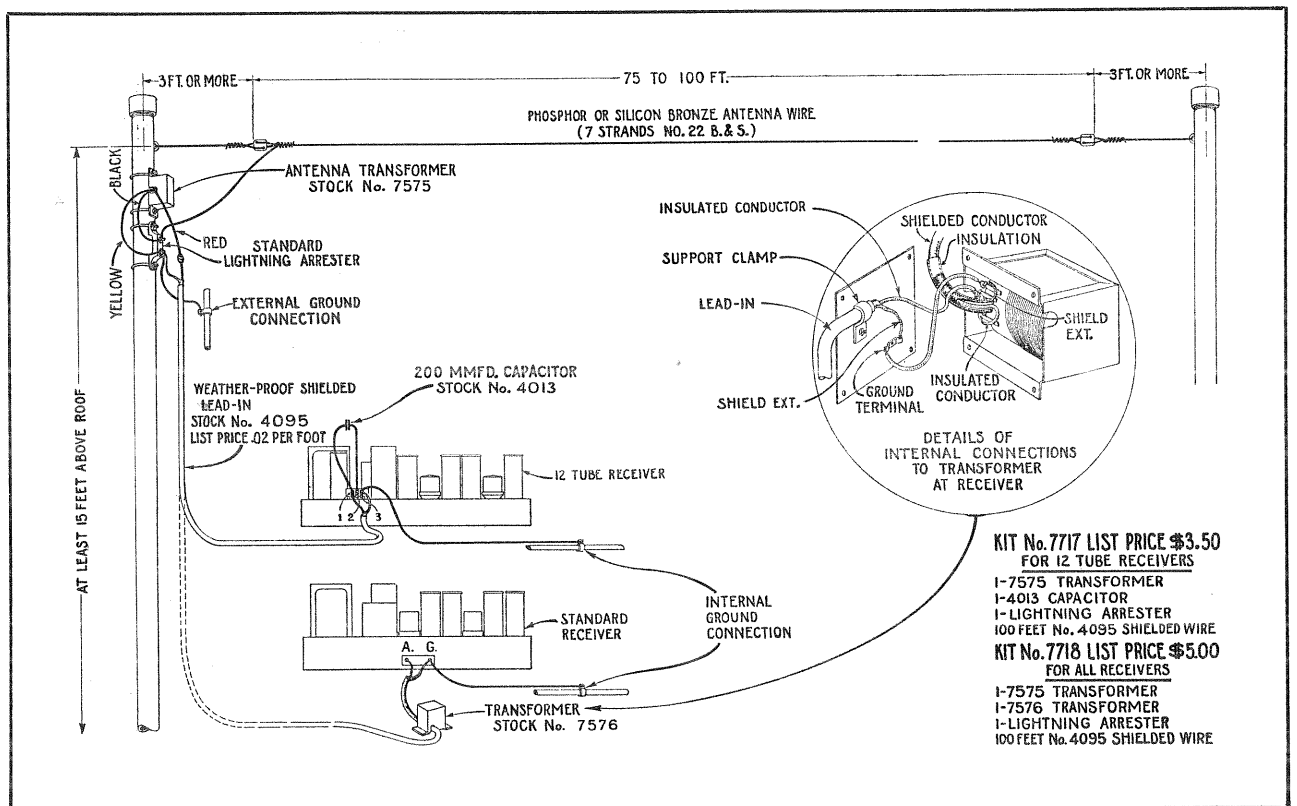 3 FT. OR MORE
75 TO 100 FT.
3 FT. OR MORE
PHOSPHOR OR SILICON BRONZE ANTENNA WIRE
(7 STRANDS NO. 22 B.& S.)
BLACK
ANTENNA TRANSFORMER
STOCK No. 7575
RED
STANDARD
LIGHTNING ARRESTER
YELLOW
EXTERNAL GROUND
CONNECTION
AT LEAST 15 FEET ABOVE ROOF
INSULATED CONDUCTOR
SUPPORT CLAMP
LEAD-IN
SHIELD EXT.
SHIELDED CONDUCTOR
INSULATION
SHIELD
EXT.
INSULATED
CONDUCTOR
GROUND
TERMINAL
DETAILS OF
INTERNAL CONNECTIONS
TO TRANSFORMER
AT RECEIVER
200 MMFD. CAPACITOR
STOCK No. 4013
WEATHER-PROOF SHIELDED
LEAD-IN
STOCK No. 4095
LIST PRICE .02 PER FOOT
12 TUBE RECEIVER
1 2 3
INTERNAL
GROUND
CONNECTION
STANDARD
RECEIVER
A. G.
TRANSFORMER
STOCK No. 7576
KIT No. 7717 LIST PRICE $3.50
FOR 12 TUBE RECEIVERS
1-7575 TRANSFORMER
1-4013 CAPACITOR
1-LIGHTNING ARRESTER
100 FEET No. 4095 SHIELDED WIRE
KIT No. 7718 LIST PRICE $5.00
FOR ALL RECEIVERS
1-7575 TRANSFORMER
1-7576 TRANSFORMER
1-LIGHTNING ARRESTER
100 FEET No. 4095 SHIELDED WIRE